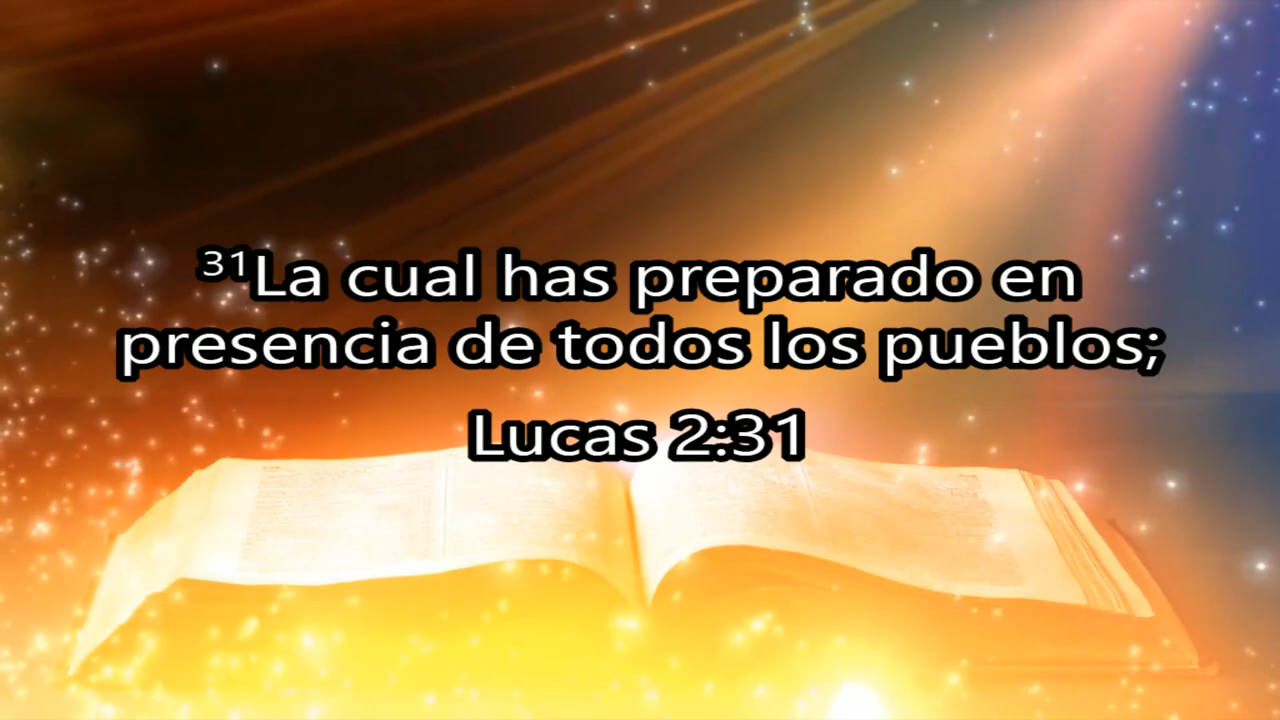 ³¹La cual has preparado en
presencia de todos los pueblos;
Lucas 2:31